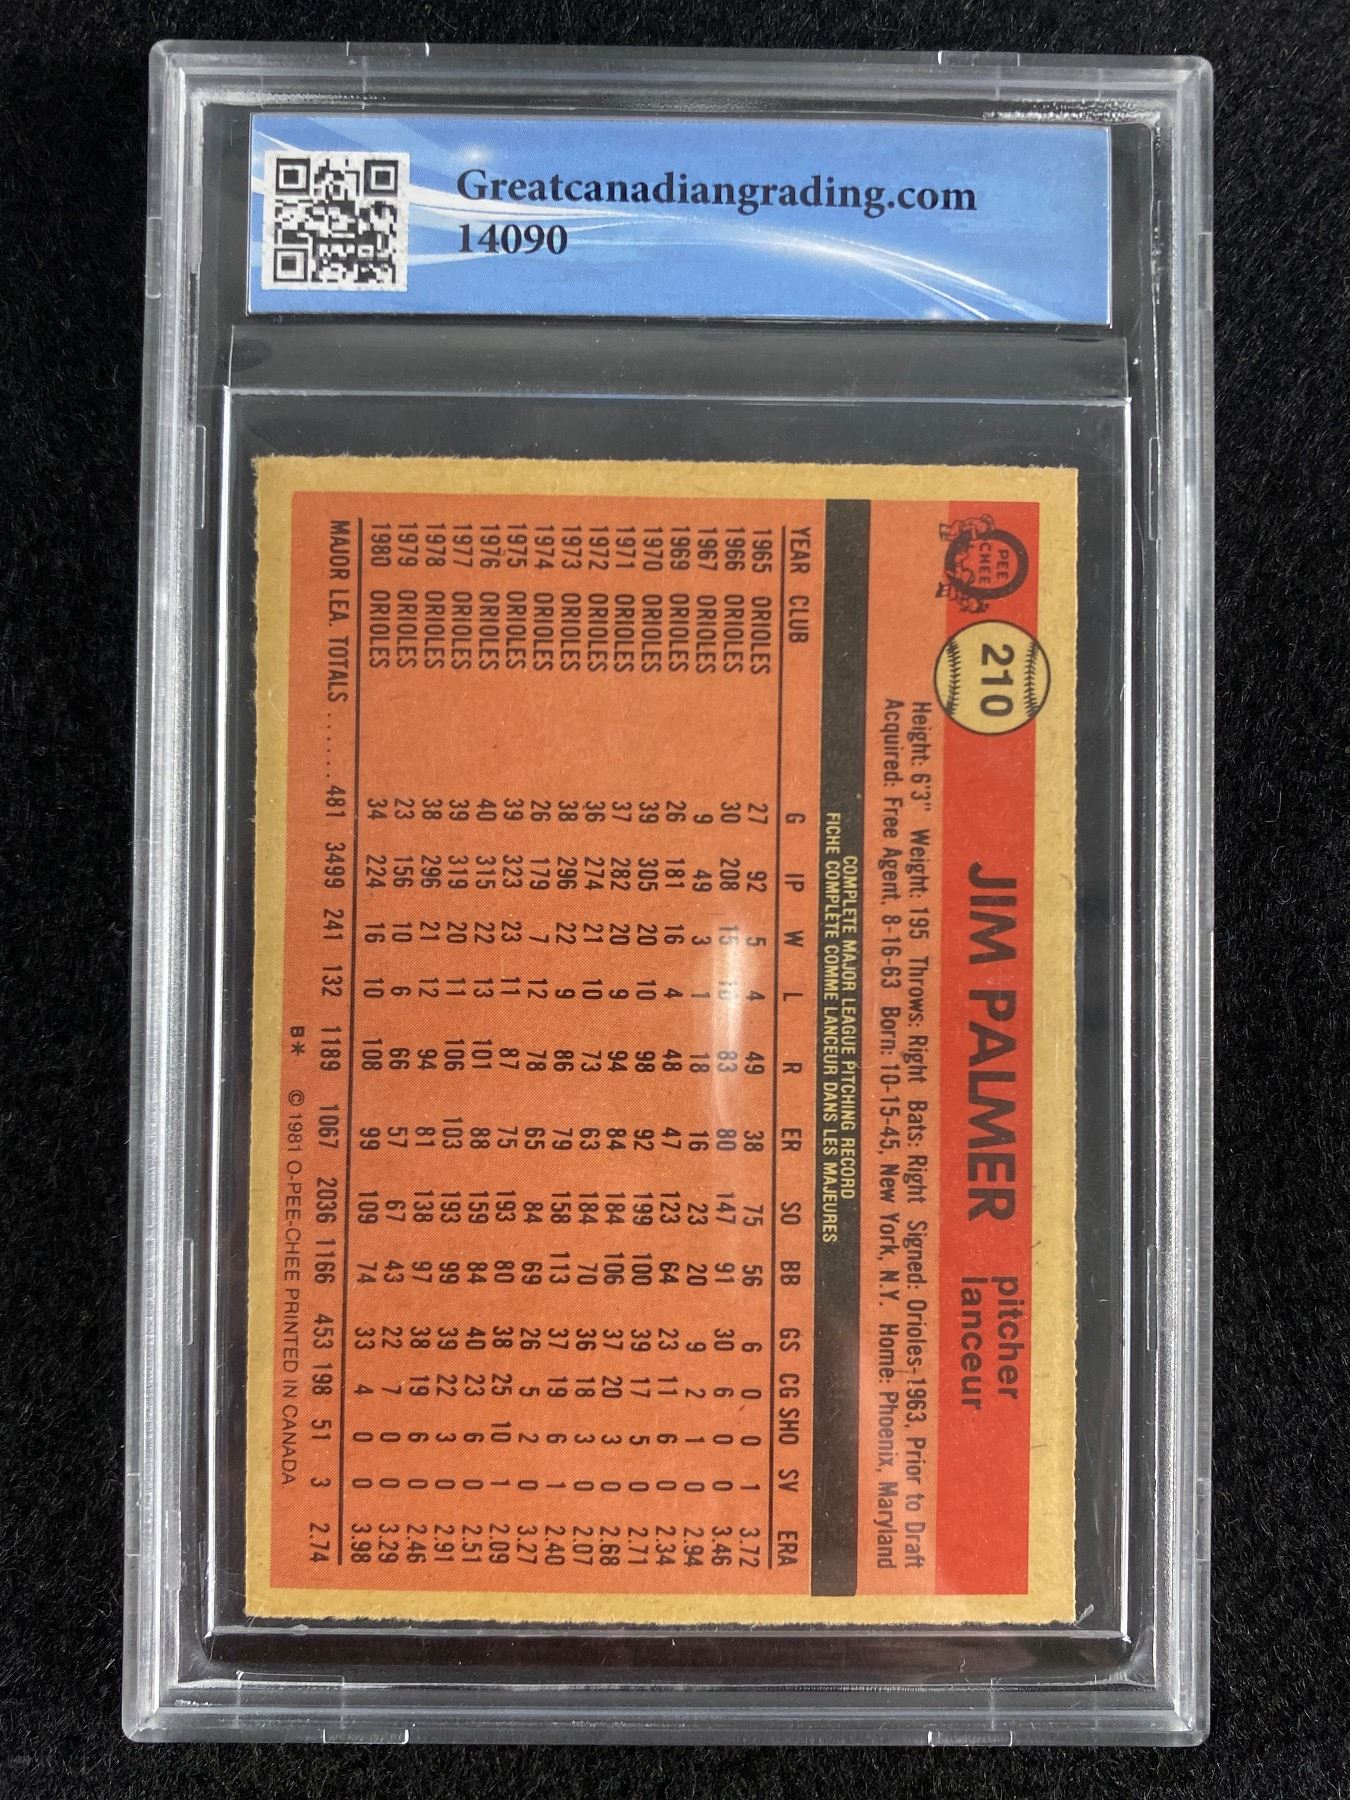 Greatcanadiangrading.com
14090
O
PEE
CHEE
210
JIM PALMER
pitcher
lanceur
Height: 6'3" Weight: 195 Throws: Right Bats: Right Signed: Orioles-1963, Prior to Draft
Acquired: Free Agent, 8-16-63 Born: 10-15-45, New York, N.Y. Home: Phoenix, Maryland
COMPLETE MAJOR LEAGUE PITCHING RECORD
FICHE COMPLÈTE COMME LANCEUR DANS LES MAJEURES
YEAR CLUB G IP W L R ER SO BB GS CG SHO SV ERA
1965 ORIOLES 27 92 5 4 49 38 75 56 6 0 0 1 3.72
1966 ORIOLES 30 208 15 10 83 80 147 91 30 6 0 0 3.46
1967 ORIOLES 9 49 3 1 18 16 23 20 9 2 1 0 2.94
1969 ORIOLES 26 181 16 4 48 47 123 64 23 11 6 0 2.34
1970 ORIOLES 39 305 20 10 98 92 199 100 39 17 5 0 2.71
1971 ORIOLES 37 282 20 9 94 84 184 106 37 20 3 0 2.68
1972 ORIOLES 36 274 21 10 73 63 184 70 36 18 3 0 2.07
1973 ORIOLES 38 296 22 9 86 79 158 113 37 19 6 1 2.40
1974 ORIOLES 26 179 7 12 78 65 84 69 26 5 2 0 3.27
1975 ORIOLES 39 323 23 11 87 75 193 80 38 25 10 1 2.09
1976 ORIOLES 40 315 22 13 101 88 159 84 40 23 6 0 2.51
1977 ORIOLES 39 319 20 11 106 103 193 99 39 22 3 0 2.91
1978 ORIOLES 38 296 21 12 94 81 138 97 38 19 6 0 2.46
1979 ORIOLES 23 156 10 6 66 57 67 43 22 7 0 0 3.29
1980 ORIOLES 34 224 16 10 108 99 109 74 33 4 0 0 3.98
MAJOR LEA. TOTALS ...... 481 3499 241 132 1189 1067 2036 1166 453 198 51 3 2.74
B* © 1981 O-PEE-CHEE PRINTED IN CANADA